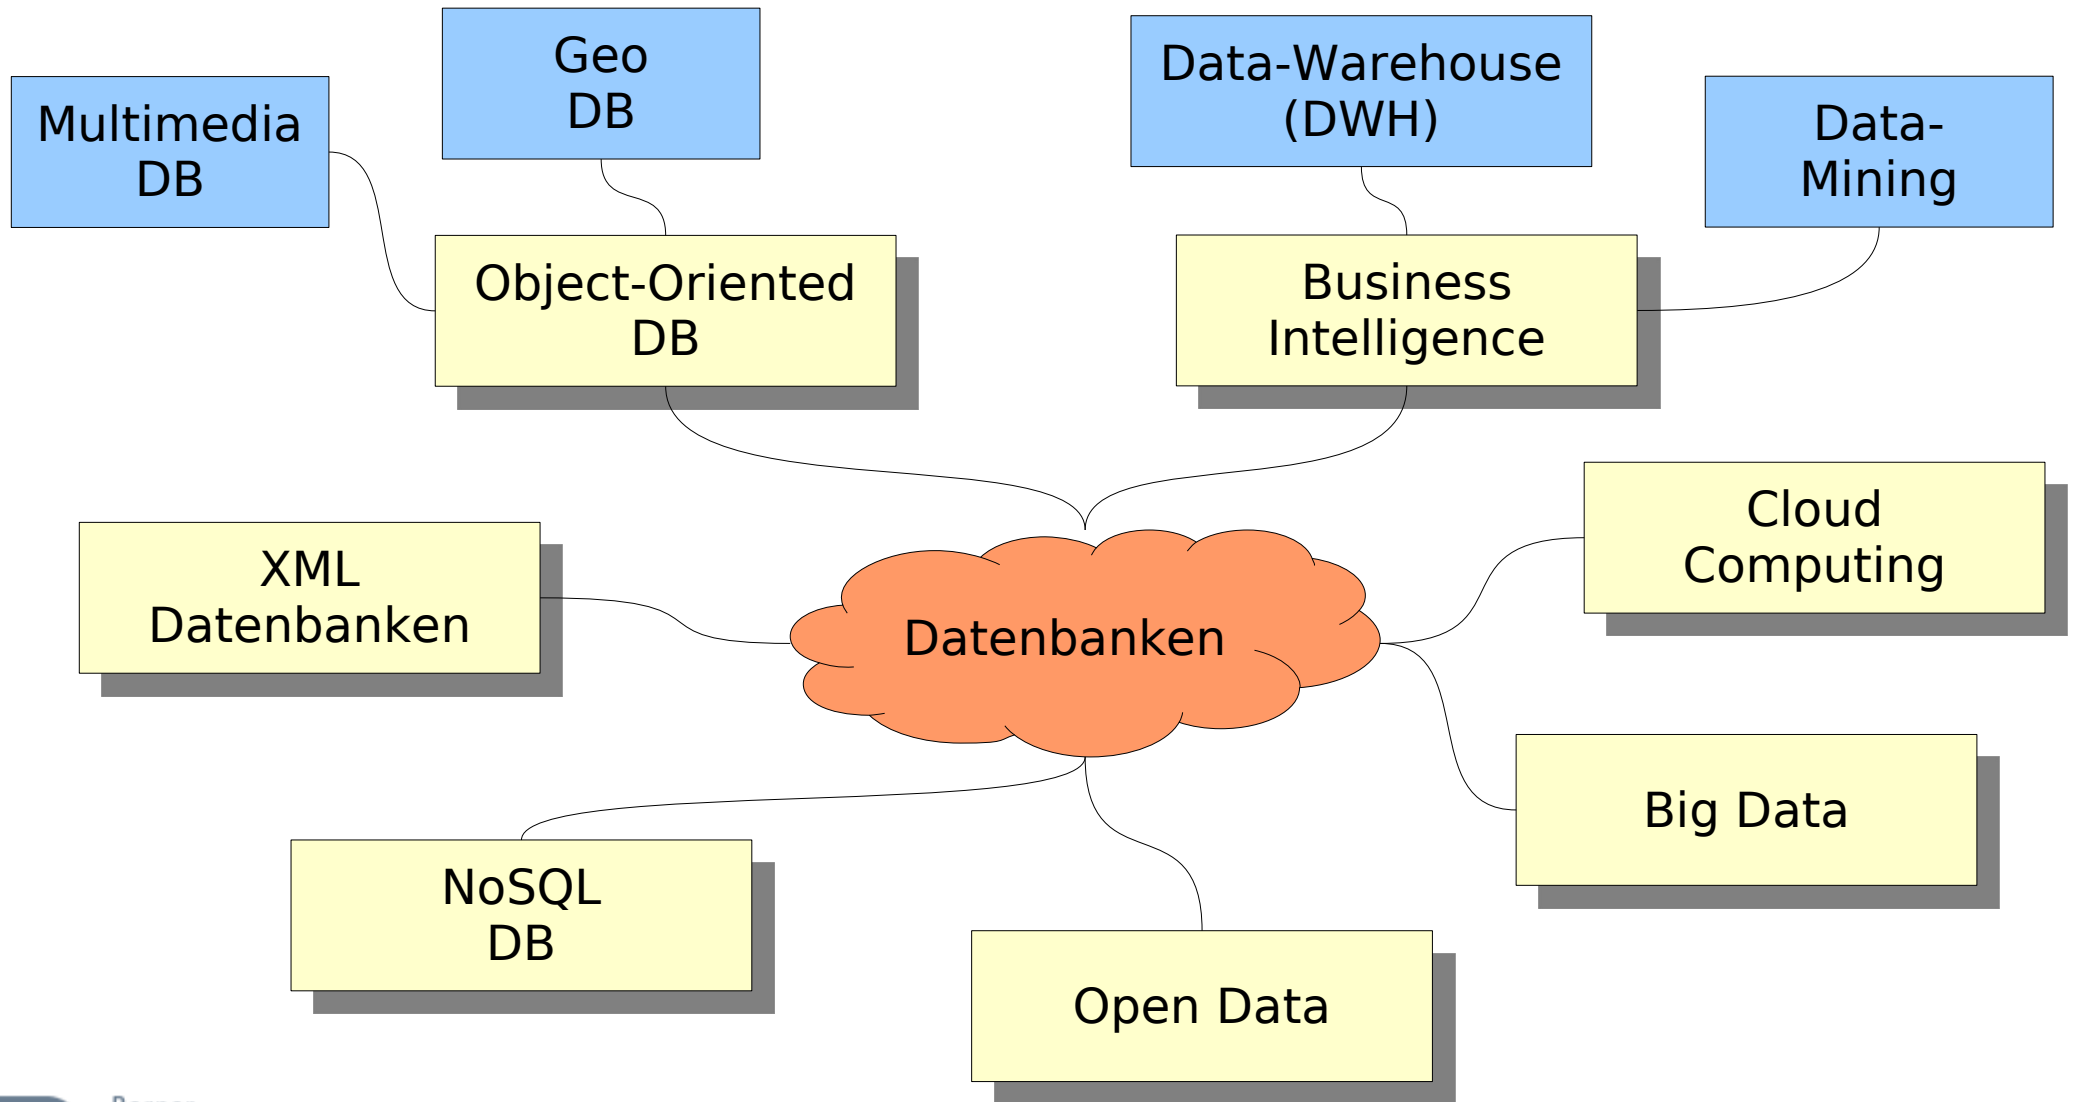 Geo
DB
Data-Warehouse
(DWH)
Multimedia
DB
Data-
Mining
Object-Oriented
DB
Business
Intelligence
Cloud
Computing
XML
Datenbanken
Datenbanken
Big Data
NoSQL
DB
Open Data